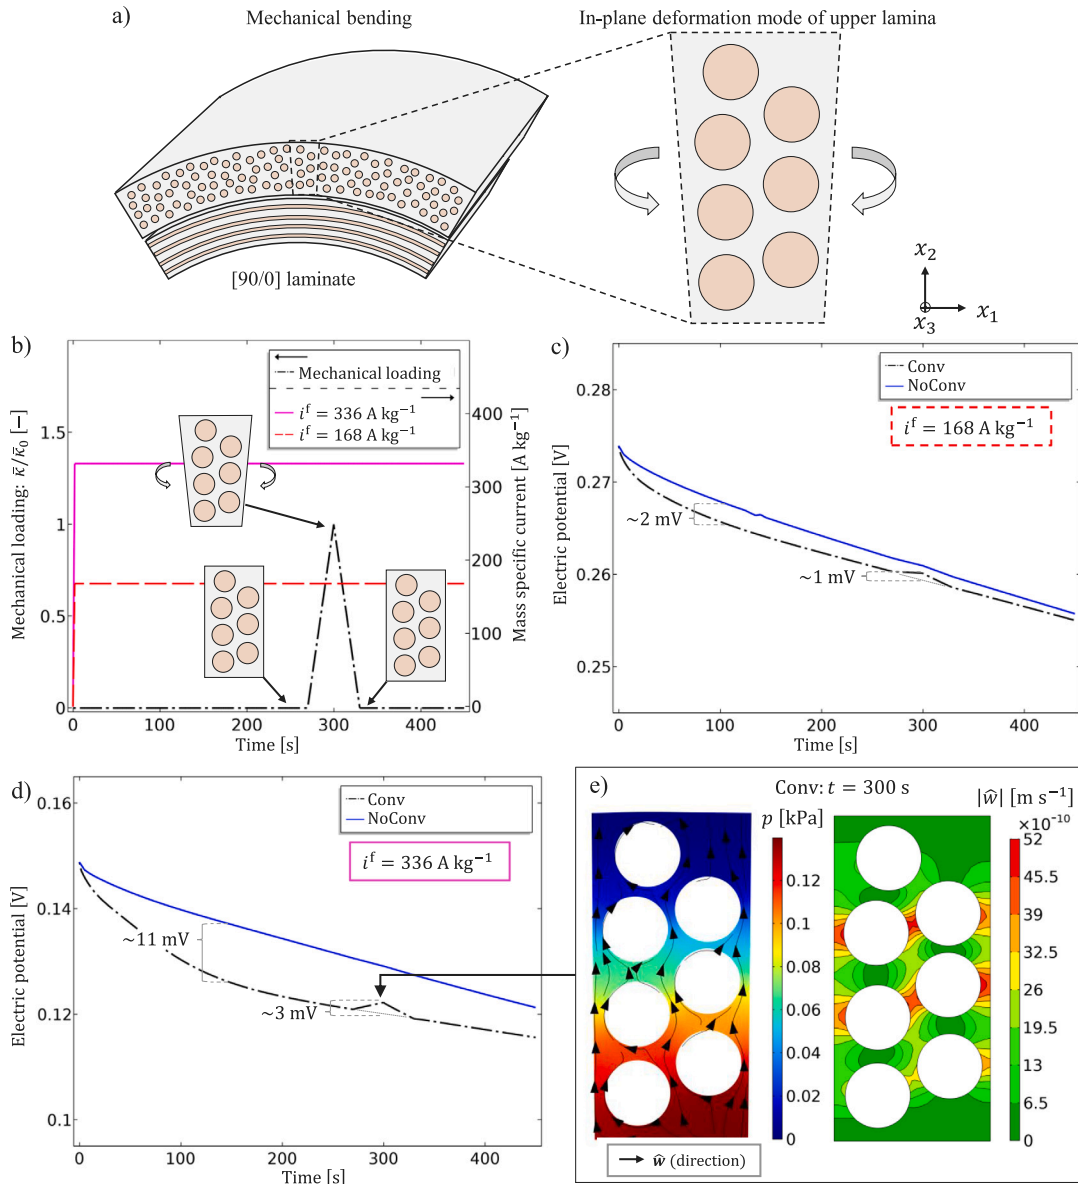 a)
Mechanical bending
In-plane deformation mode of upper lamina
[90/0] laminate
x₂
x₁
x₃
b)
Mechanical loading
i^f = 336 A kg⁻¹
i^f = 168 A kg⁻¹
Mechanical loading: κ̄/κ̄₀ [−]
1.5
1
0.5
0
400
300
200
100
0
Mass specific current [A kg⁻¹]
0 100 200 300 400
Time [s]
c)
Conv
NoConv
i^f = 168 A kg⁻¹
Electric potential [V]
0.28
0.27
0.26
0.25
~2 mV
~1 mV
0 100 200 300 400
Time [s]
d)
Conv
NoConv
i^f = 336 A kg⁻¹
Electric potential [V]
0.16
0.14
0.12
0.1
~11 mV
~3 mV
0 100 200 300 400
Time [s]
e)
Conv: t = 300 s
p [kPa]
0.12
0.1
0.08
0.06
0.04
0.02
0
|ŵ| [m s⁻¹]
×10⁻¹⁰
52
45.5
39
32.5
26
19.5
13
6.5
0
ŵ (direction)